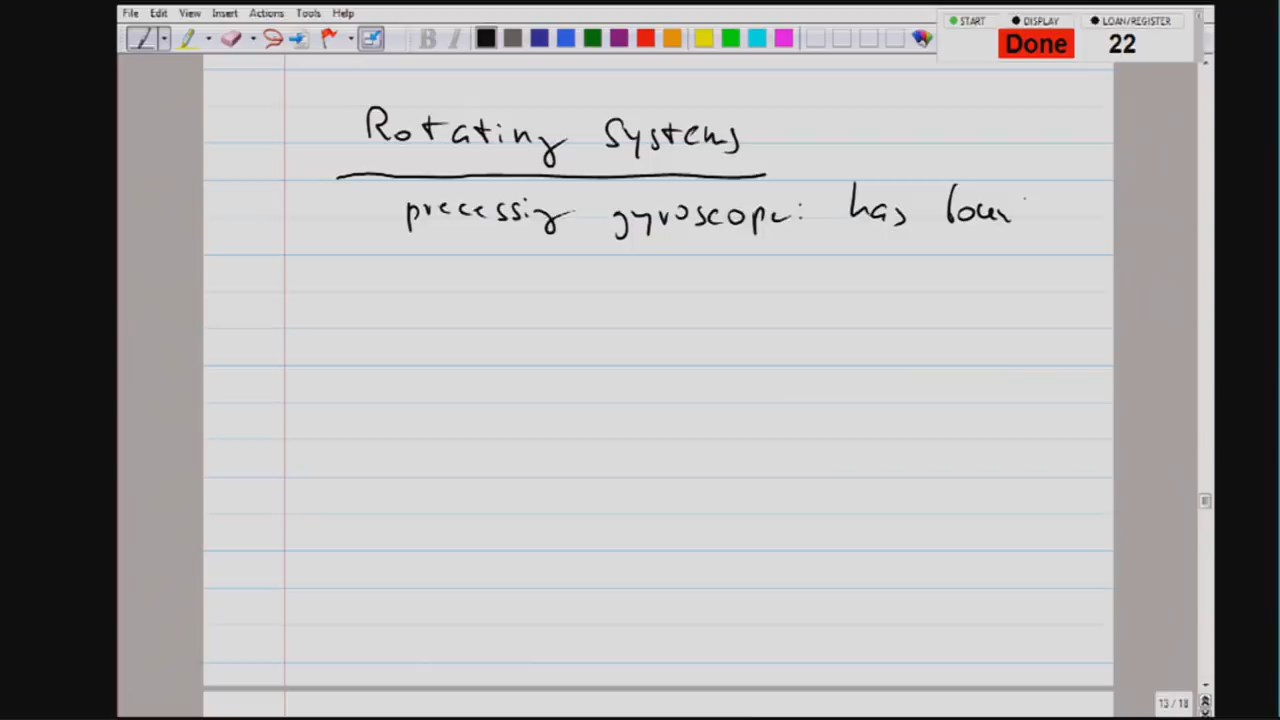 File Edit View Insert Actions Tools Help
START DISPLAY LOAN/REGISTER
B I
Done 22
Rotating Systems
precessing gyroscope: has
13 / 18